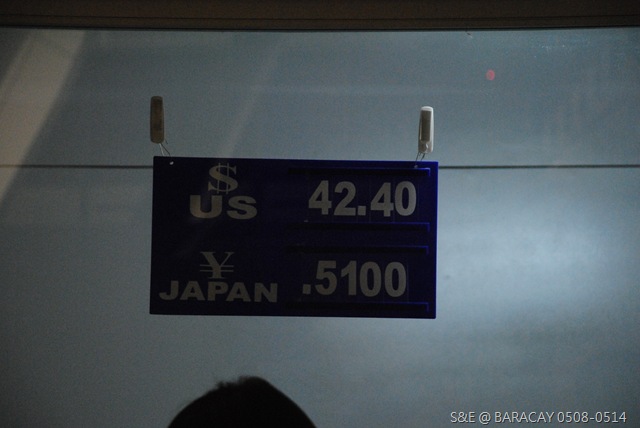 $
US 42.40
¥
JAPAN .5100
S&E @ BARACAY 0508-0514